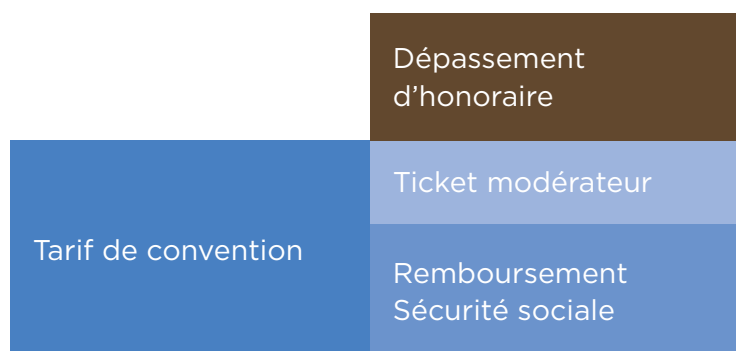 Dépassement
d’honoraire
Ticket modérateur
Tarif de convention
Remboursement
Sécurité sociale